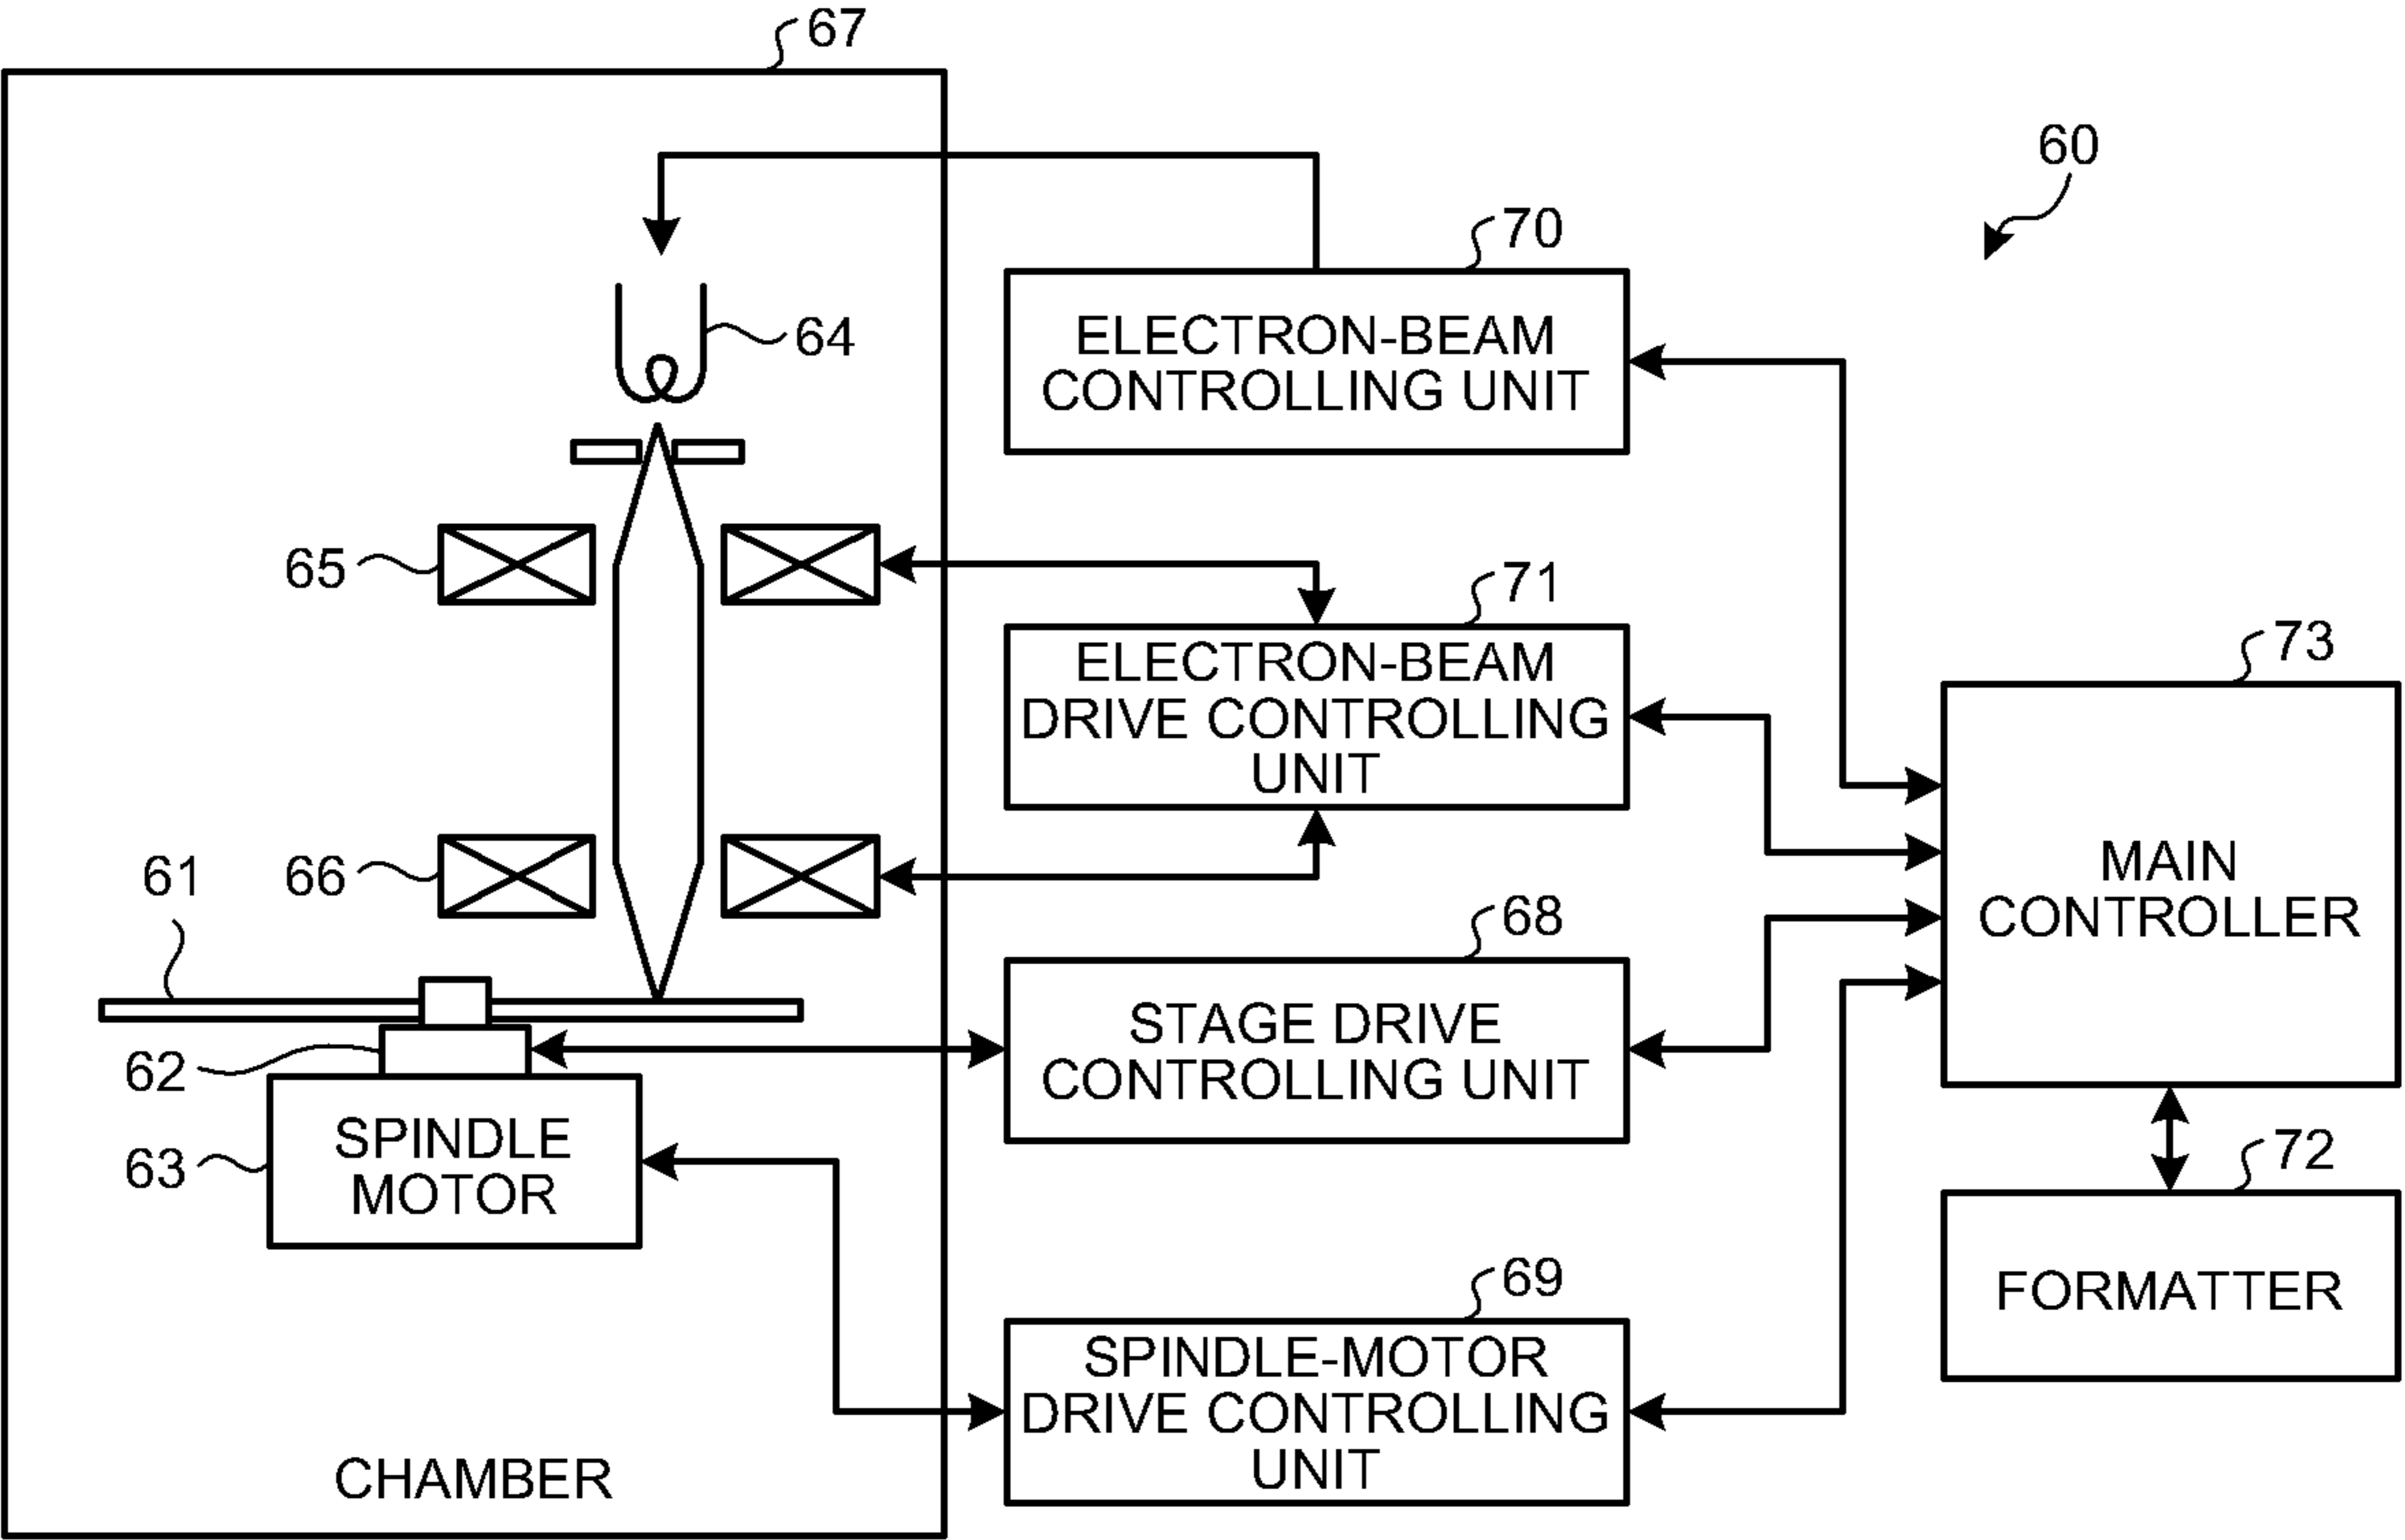 67
60
70
ELECTRON-BEAM
CONTROLLING UNIT
64
65
71
ELECTRON-BEAM
DRIVE CONTROLLING
UNIT
73
MAIN
CONTROLLER
61
66
68
STAGE DRIVE
CONTROLLING UNIT
62
63
SPINDLE
MOTOR
72
FORMATTER
69
SPINDLE-MOTOR
DRIVE CONTROLLING
UNIT
CHAMBER